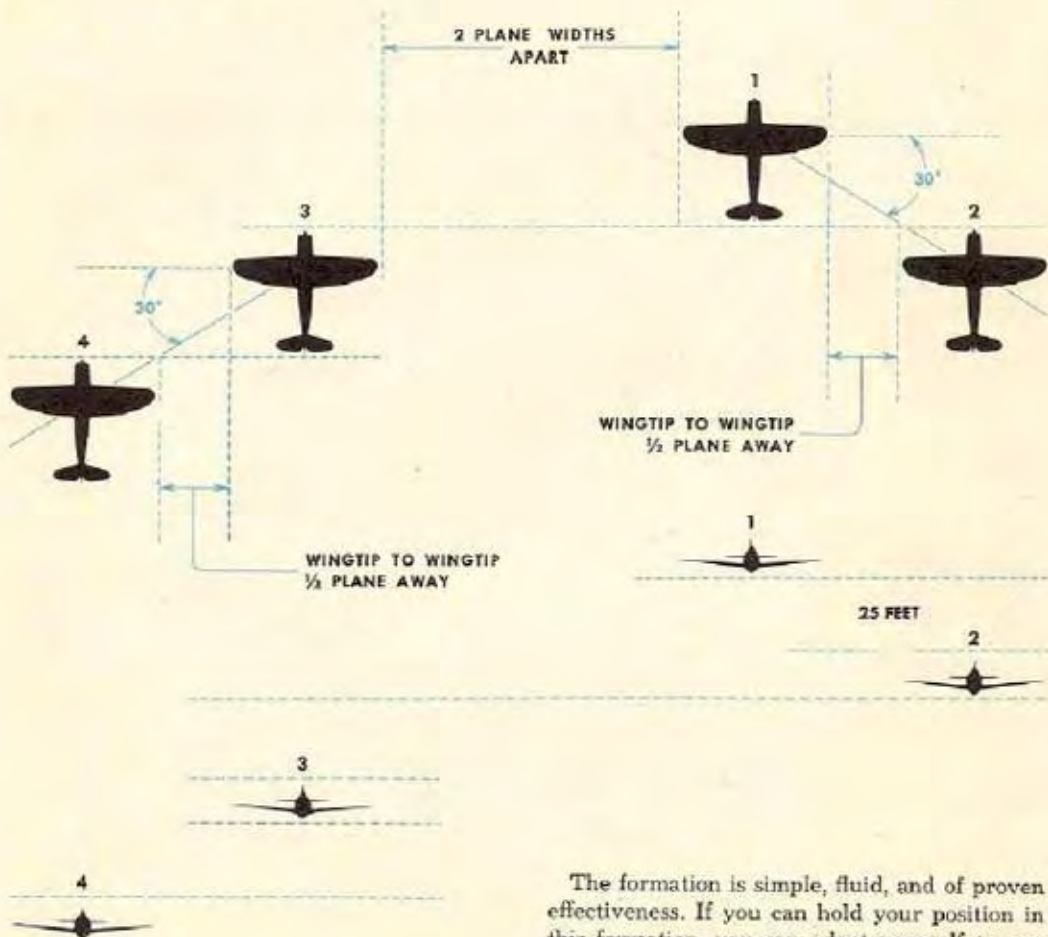 2 PLANE WIDTHS
APART
1
30°
2
3
30°
4
WINGTIP TO WINGTIP
½ PLANE AWAY
WINGTIP TO WINGTIP
½ PLANE AWAY
1
25 FEET
2
3
4
The formation is simple, fluid, and of proven
effectiveness. If you can hold your position in